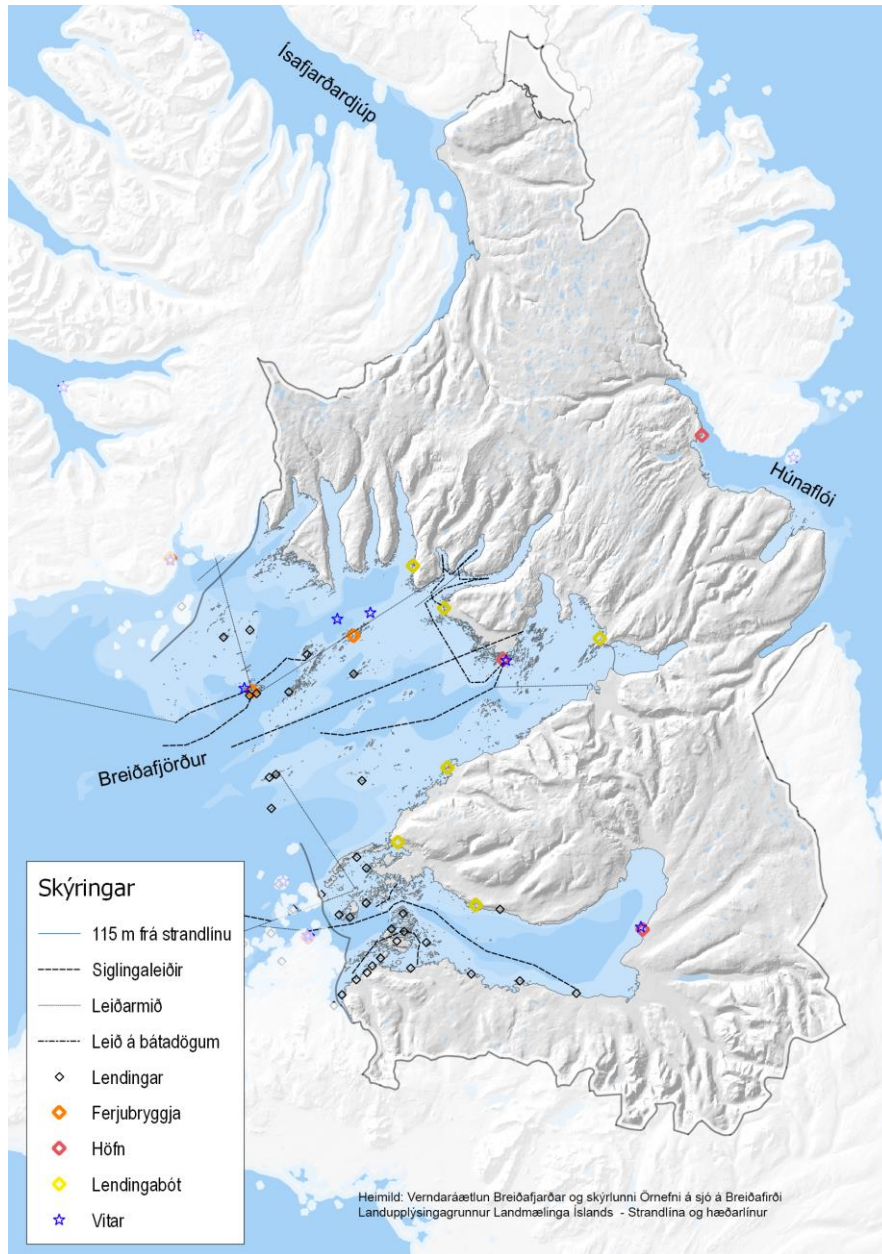 Ísafjarðardjúp
Húnaflói
Breiðafjörður
Skýringar
115 m frá strandlínu
Siglingaleiðir
Leiðarmið
Leið á bátadögum
Lendingar
Ferjubryggja
Höfn
Lendingabót
Vitar
Heimild: Verndaráætlun Breiðafjarðar og skýrlunni Örnefni á sjó á Breiðafirði
Landupplýsingagrunnur Landmælinga Íslands - Strandlína og hæðarlínur